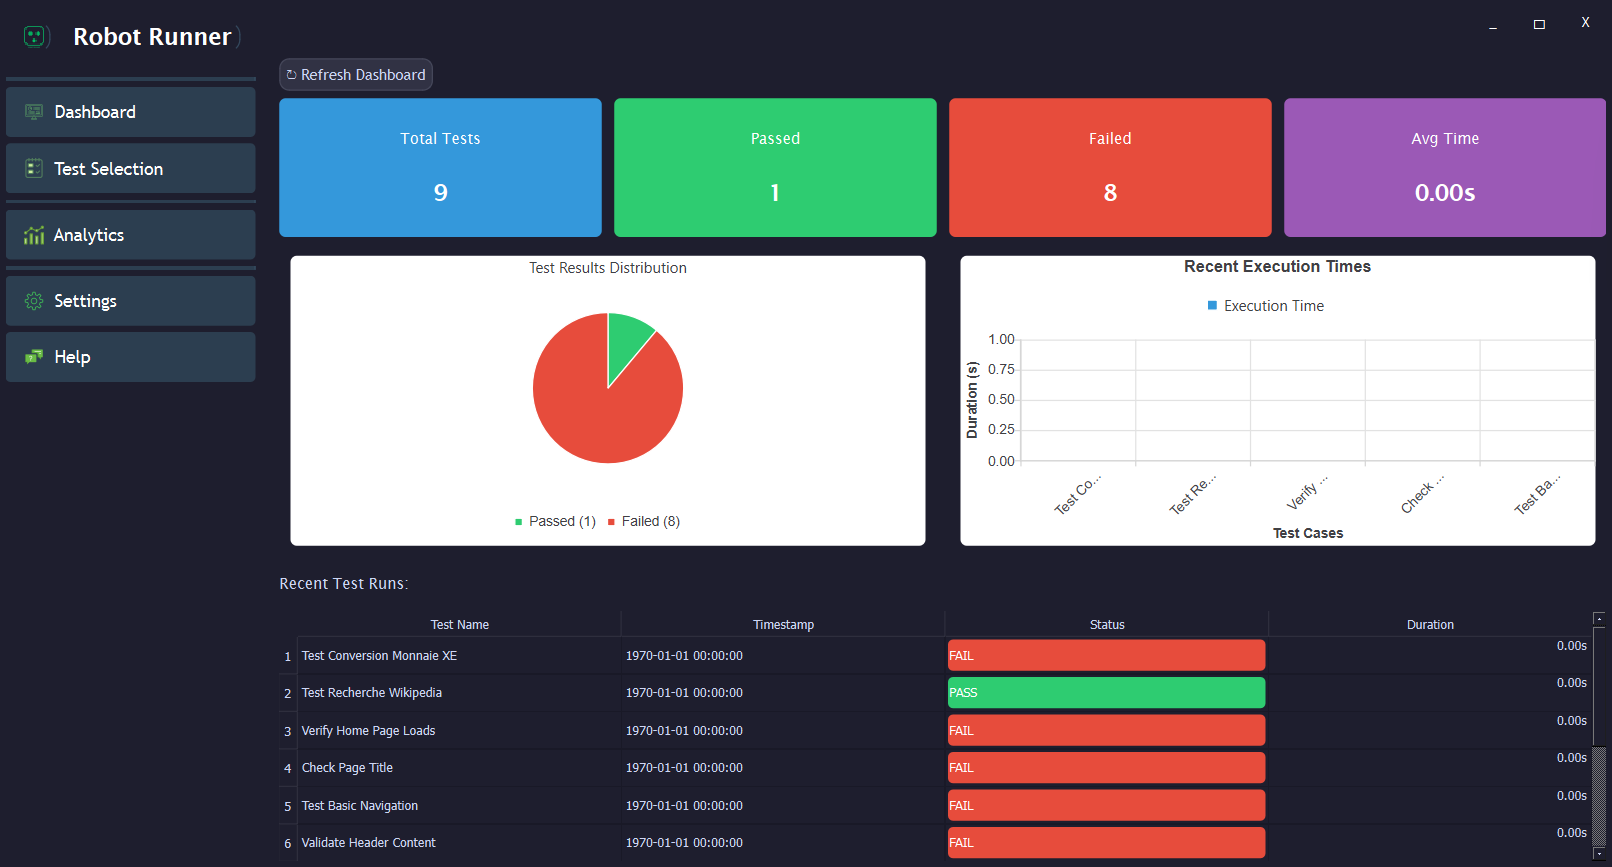 Robot Runner
_ □ X
Dashboard
Test Selection
Analytics
Settings
Help
↻ Refresh Dashboard
Total Tests
9
Passed
1
Failed
8
Avg Time
0.00s
Test Results Distribution
Passed (1) Failed (8)
Recent Execution Times
Execution Time
Duration (s)
1.00
0.75
0.50
0.25
0.00
Test Co...
Test Re...
Verify ...
Check ...
Test Ba...
Test Cases
Recent Test Runs:
Test Name Timestamp Status Duration
1 Test Conversion Monnaie XE 1970-01-01 00:00:00 FAIL 0.00s
2 Test Recherche Wikipedia 1970-01-01 00:00:00 PASS 0.00s
3 Verify Home Page Loads 1970-01-01 00:00:00 FAIL 0.00s
4 Check Page Title 1970-01-01 00:00:00 FAIL 0.00s
5 Test Basic Navigation 1970-01-01 00:00:00 FAIL 0.00s
6 Validate Header Content 1970-01-01 00:00:00 FAIL 0.00s